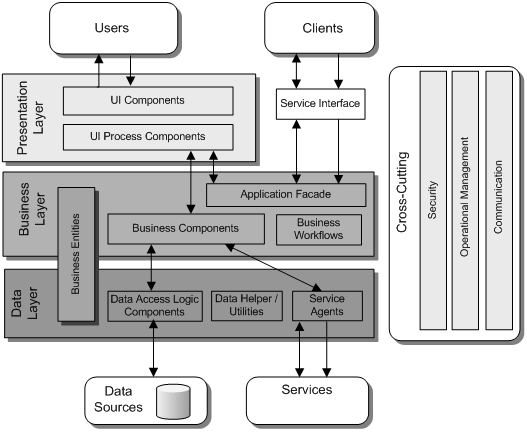 Users
Clients
Presentation
Layer
UI Components
UI Process Components
Service Interface
Business
Layer
Application Facade
Business Components
Business
Workflows
Business Entities
Data
Layer
Data Access Logic
Components
Data Helper /
Utilities
Service
Agents
Data
Sources
Services
Cross-Cutting
Security
Operational Management
Communication